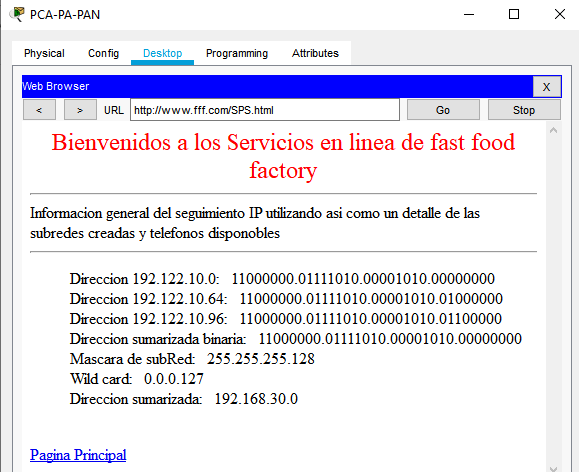 PCA-PA-PAN
Physical Config Desktop Programming Attributes
Web Browser X
< > URL http://www.fff.com/SPS.html Go Stop
Bienvenidos a los Servicios en linea de fast food
factory
Informacion general del seguimiento IP utilizando asi como un detalle de las
subredes creadas y telefonos disponobles
Direccion 192.122.10.0: 11000000.01111010.00001010.00000000
Direccion 192.122.10.64: 11000000.01111010.00001010.01000000
Direccion 192.122.10.96: 11000000.01111010.00001010.01100000
Direccion sumarizada binaria: 11000000.01111010.00001010.00000000
Mascara de subRed: 255.255.255.128
Wild card: 0.0.0.127
Direccion sumarizada: 192.168.30.0
Pagina Principal